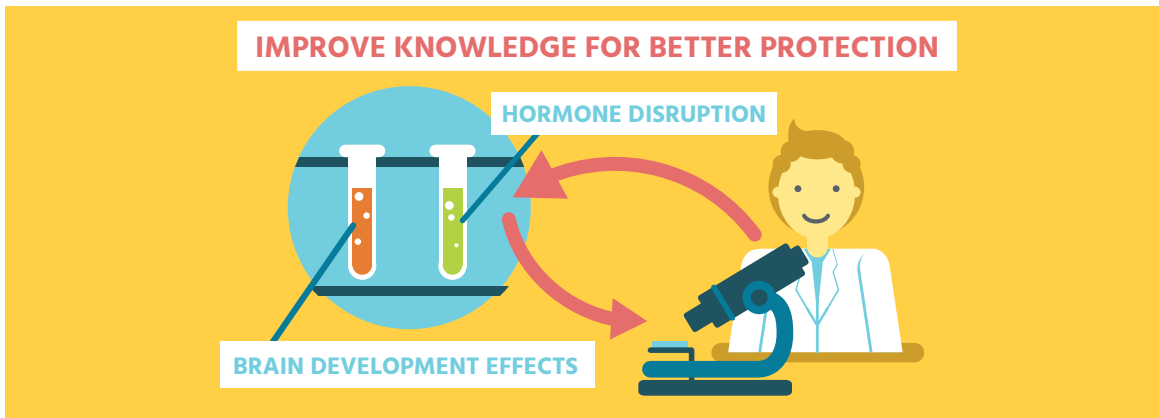 IMPROVE KNOWLEDGE FOR BETTER PROTECTION
HORMONE DISRUPTION
BRAIN DEVELOPMENT EFFECTS